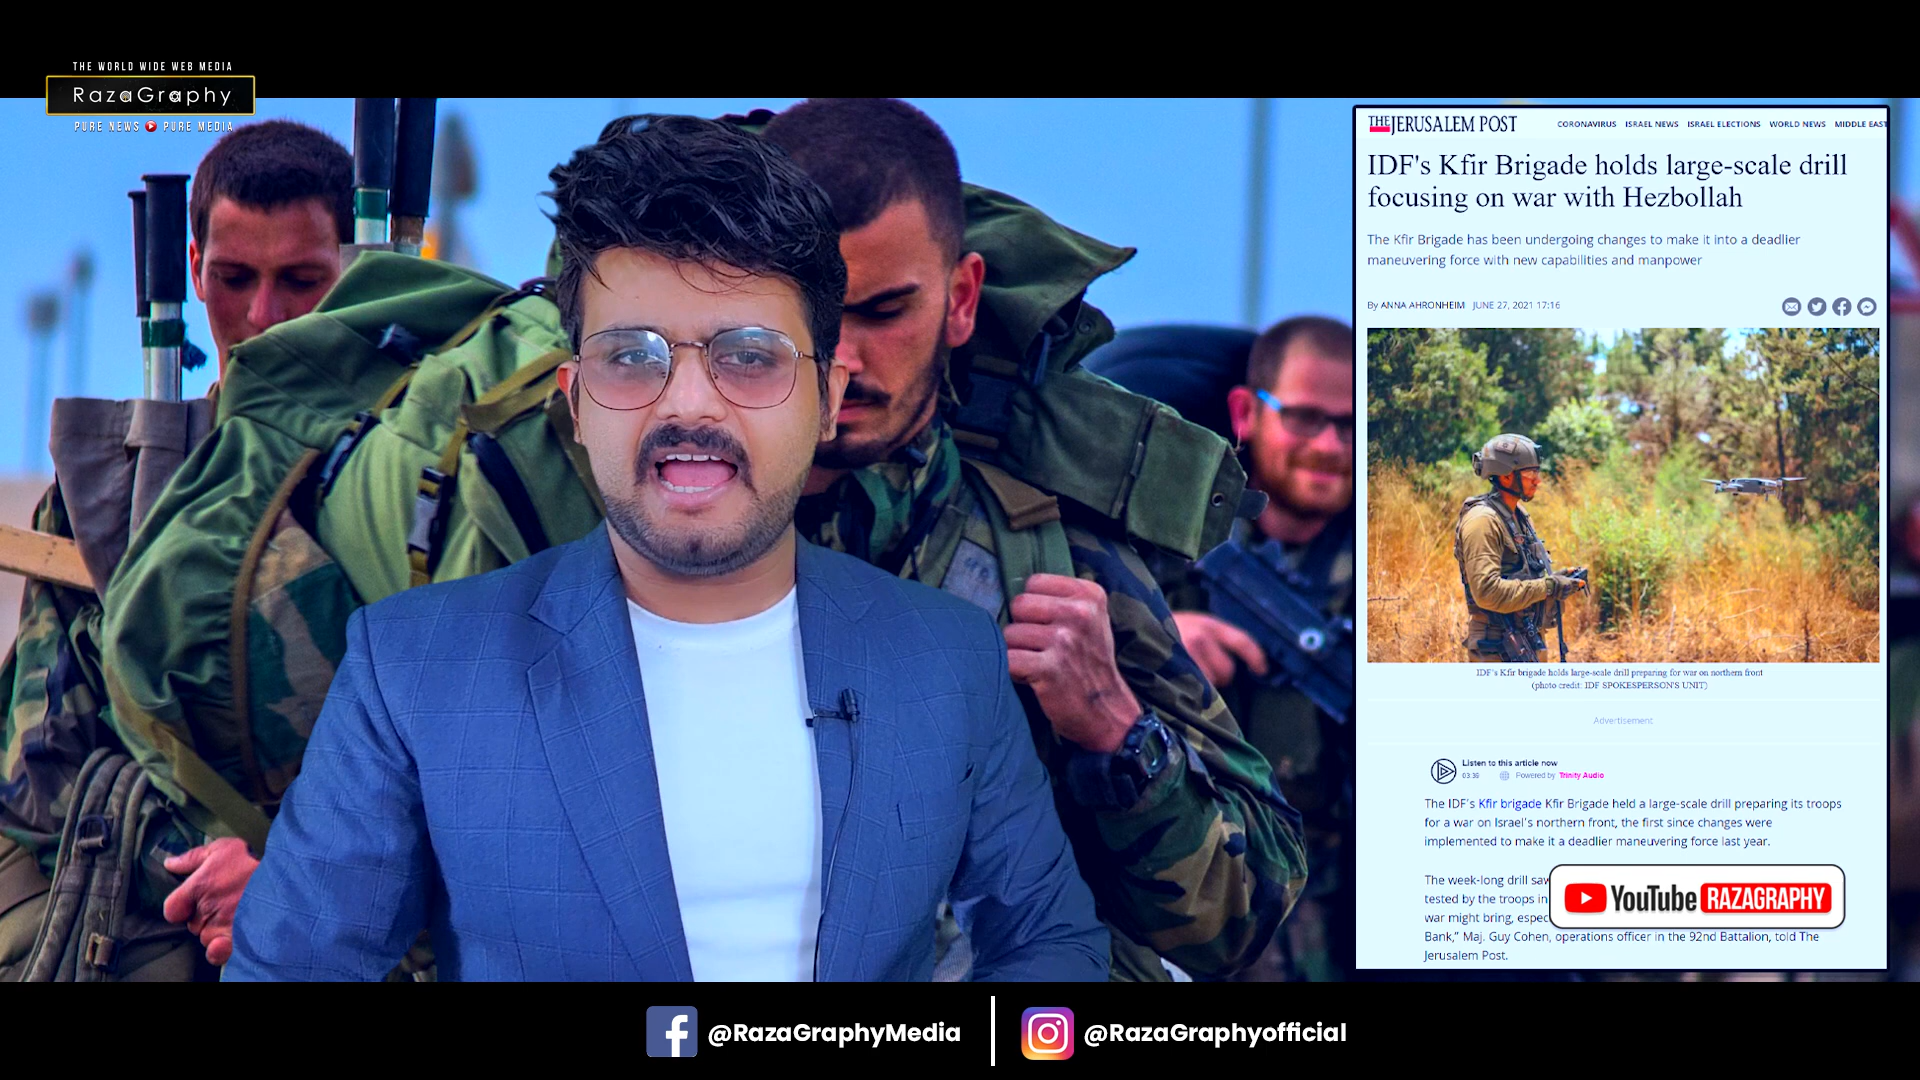 THE WORLD WIDE WEB MEDIA
RazaGraphy
PURE NEWS PURE MEDIA
THE JERUSALEM POST
CORONAVIRUS ISRAEL NEWS ISRAEL ELECTIONS WORLD NEWS MIDDLE EAST
IDF's Kfir Brigade holds large-scale drill
focusing on war with Hezbollah
The Kfir Brigade has been undergoing changes to make it into a deadlier
maneuvering force with new capabilities and manpower
By ANNA AHRONHEIM JUNE 27, 2021 17:16
IDF's Kfir brigade holds large-scale drill preparing for war on northern front
(photo credit: IDF SPOKESPERSON'S UNIT)
Advertisement
Listen to this article now
03:36 Powered by Trinity Audio
The IDF's Kfir brigade Kfir Brigade held a large-scale drill preparing its troops
for a war on Israel's northern front, the first since changes were
implemented to make it a deadlier maneuvering force last year.
The week-long drill saw
tested by the troops in
war might bring, espec
Bank," Maj. Guy Cohen, operations officer in the 92nd Battalion, told The
Jerusalem Post.
YouTube RAZAGRAPHY
@RazaGraphyMedia
@RazaGraphyofficial